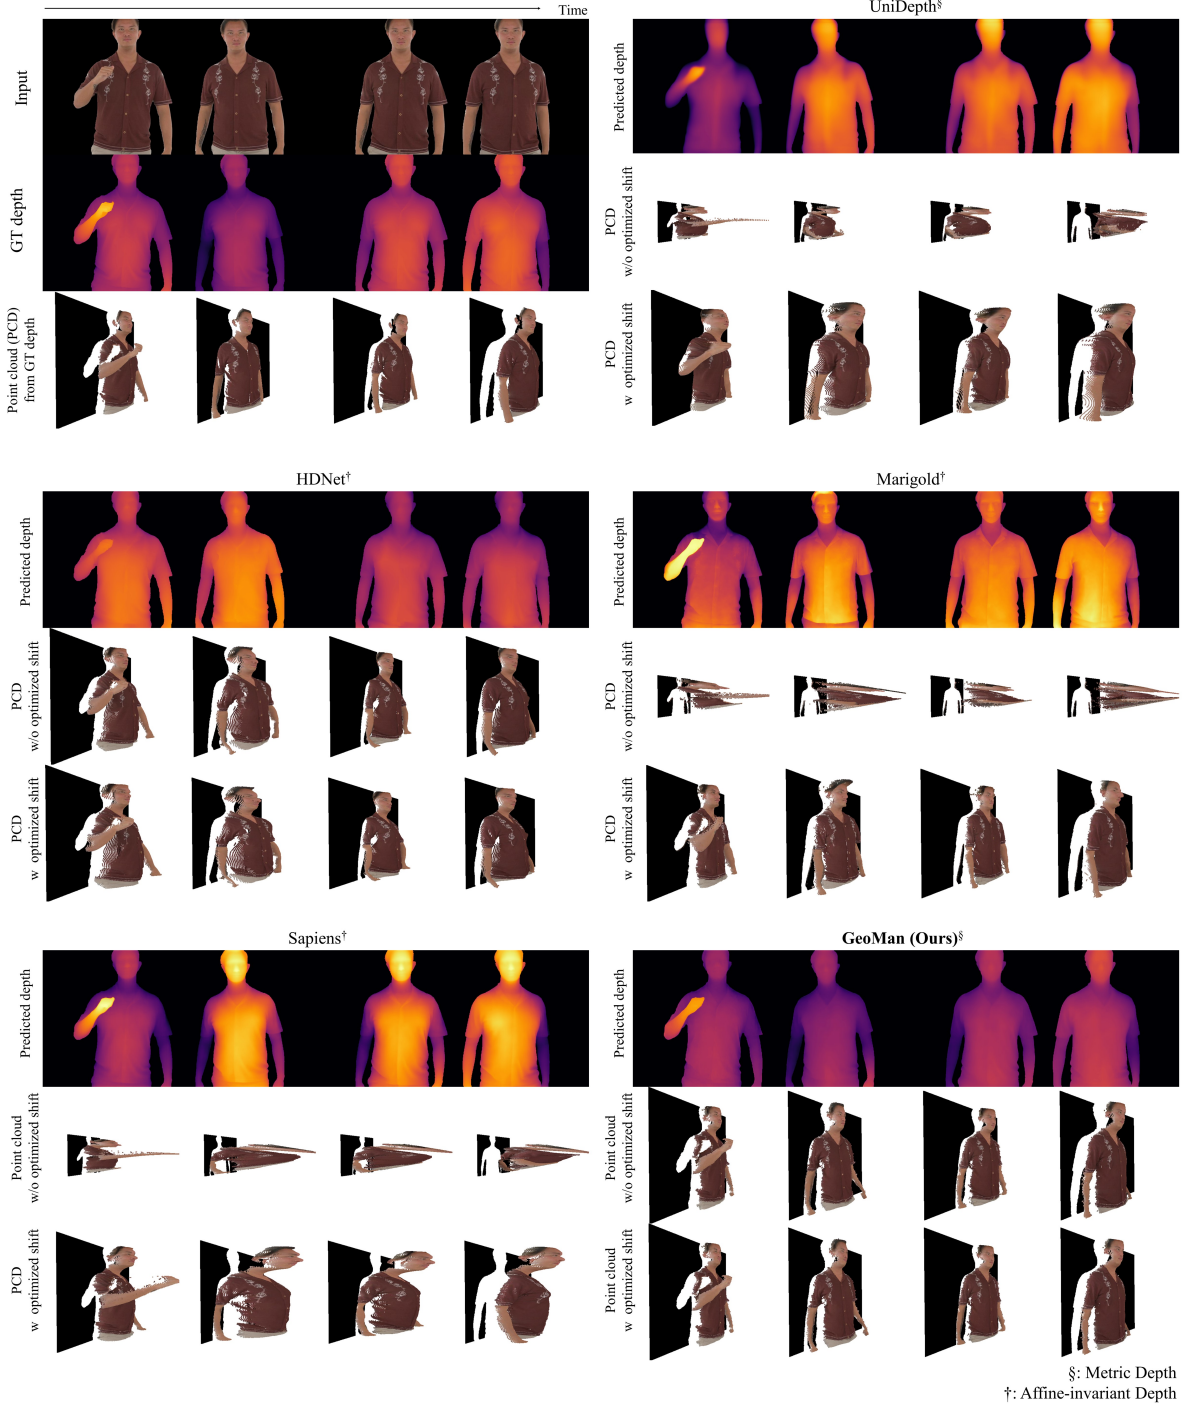 Time
Input
GT depth
Point cloud (PCD)
from GT depth
UniDepth§
Predicted depth
PCD
w/o optimized shift
PCD
w optimized shift
HDNet†
Predicted depth
PCD
w/o optimized shift
PCD
w optimized shift
Marigold†
Predicted depth
PCD
w/o optimized shift
PCD
w optimized shift
Sapiens†
Predicted depth
Point cloud
w/o optimized shift
PCD
w optimized shift
GeoMan (Ours)§
Predicted depth
Point cloud
w/o optimized shift
Point cloud
w optimized shift
§: Metric Depth
†: Affine-invariant Depth